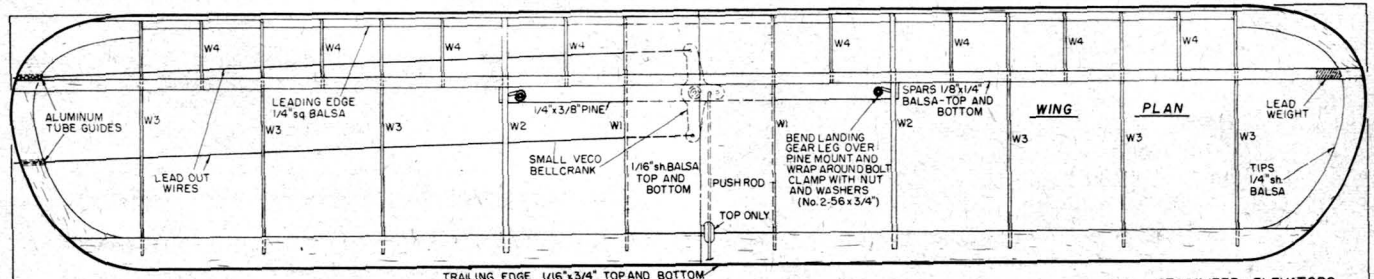 W4
W4
W4
W4
W4
W4
W4
W4
LEADING EDGE
1/4"sq BALSA
1/4"x3/8"PINE
SPARS 1/8"x1/4"
BALSA-TOP AND
BOTTOM
WING PLAN
LEAD
WEIGHT
ALUMINUM
TUBE GUIDES
W3
W3
W3
W2
W1
W1
W2
W3
W3
W3
LEAD OUT
WIRES
SMALL VECO
BELLCRANK
1/16"sh.BALSA
TOP AND
BOTTOM
PUSH ROD
BEND LANDING
GEAR LEG OVER
PINE MOUNT AND
WRAP AROUND BOLT
CLAMP WITH NUT
AND WASHERS
(No. 2-56 x 3/4")
TIPS
1/4"sh.
BALSA
TOP ONLY
TRAILING EDGE 1/16"x3/4" TOP AND BOTTOM
ELEVATORS